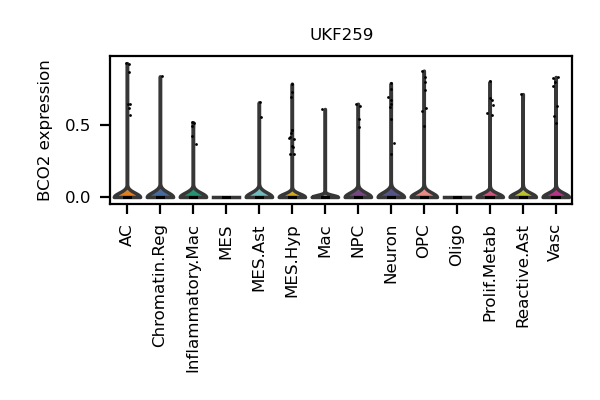 UKF259
BCO2 expression
0.5
0.0
AC
Chromatin.Reg
Inflammatory.Mac
MES
MES.Ast
MES.Hyp
Mac
NPC
Neuron
OPC
Oligo
Prolif.Metab
Reactive.Ast
Vasc